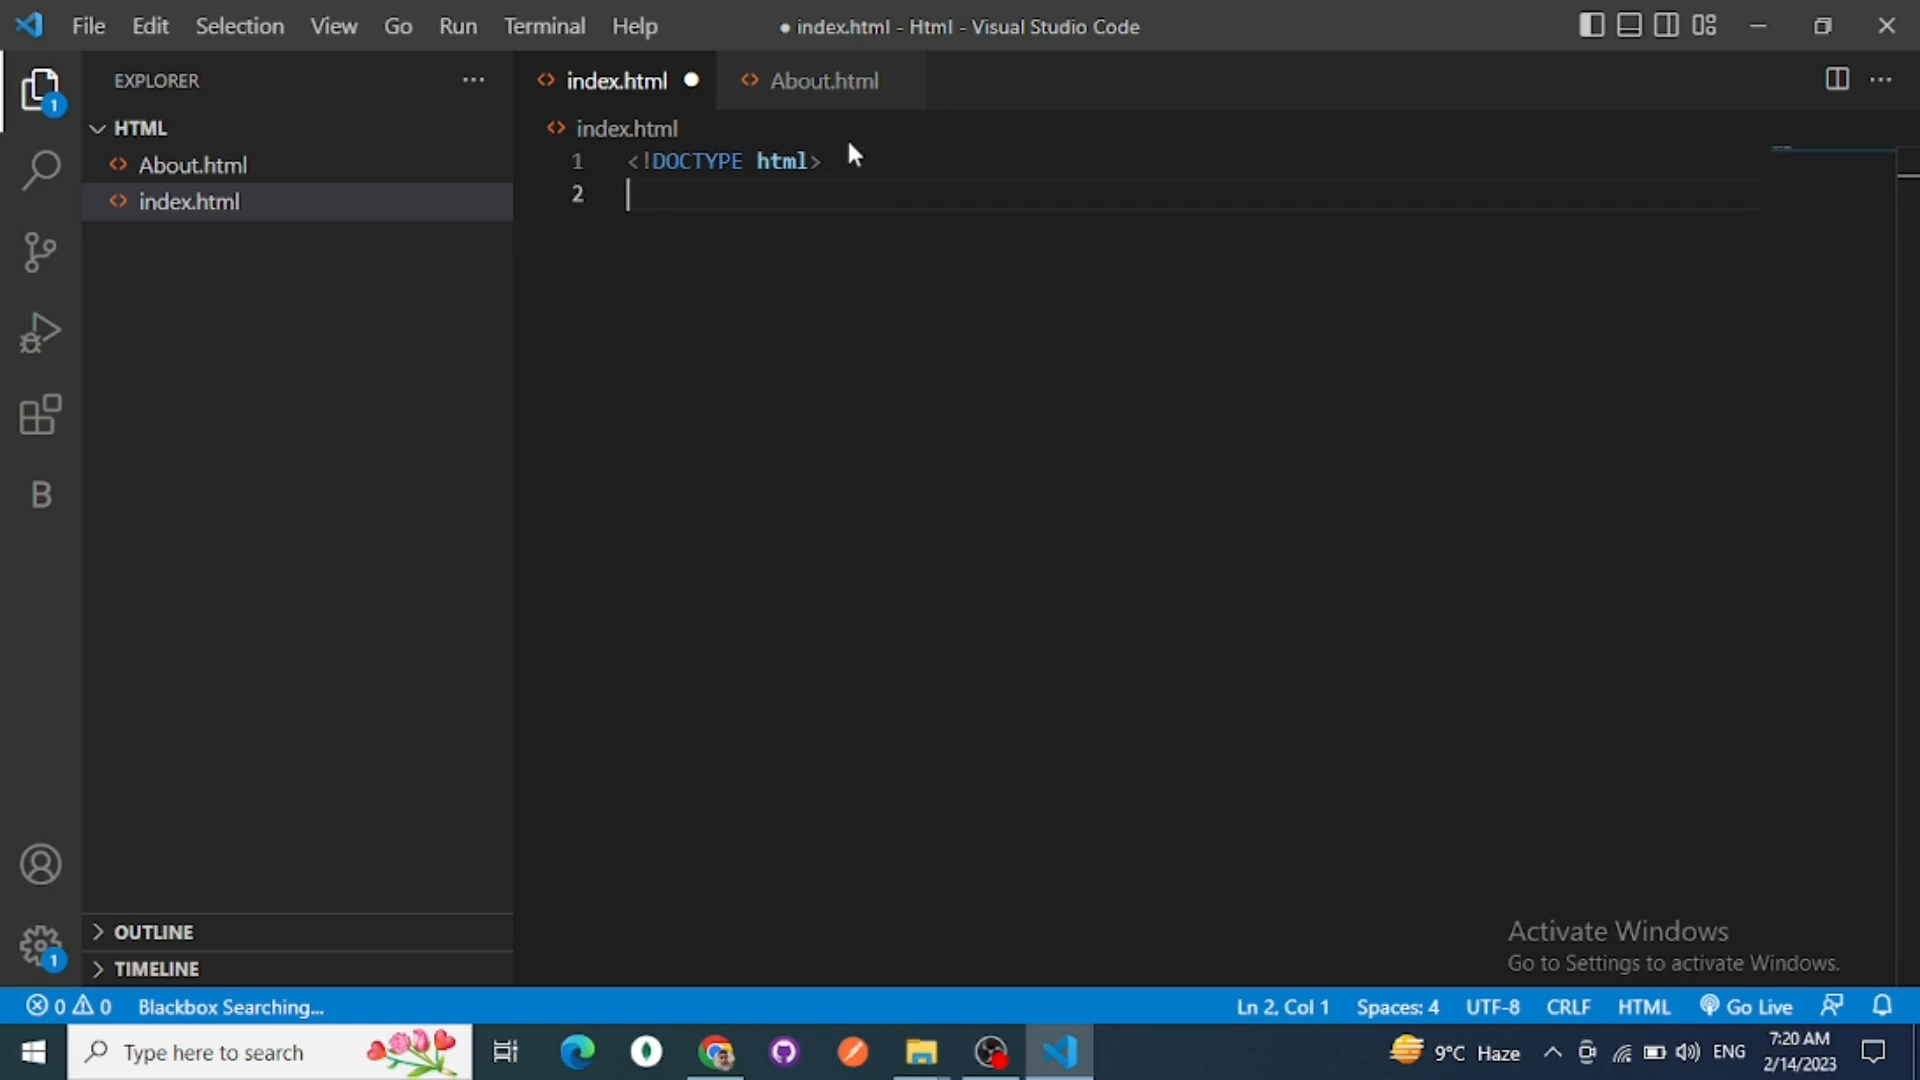 File Edit Selection View Go Run Terminal Help
● index.html - Html - Visual Studio Code
EXPLORER
1
HTML
About.html
index.html
index.html
About.html
index.html
1 <!DOCTYPE html>
2
B
OUTLINE
1
TIMELINE
Activate Windows
Go to Settings to activate Windows.
0 0 Blackbox Searching...
Ln 2, Col 1 Spaces: 4 UTF-8 CRLF HTML Go Live
Type here to search
9°C Haze
ENG
7:20 AM
2/14/2023